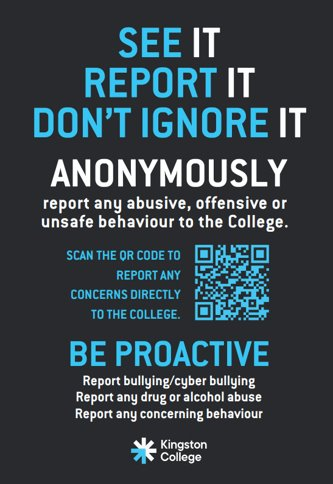 SEE IT
REPORT IT
DON'T IGNORE IT
ANONYMOUSLY
report any abusive, offensive or
unsafe behaviour to the College.
SCAN THE QR CODE TO
REPORT ANY
CONCERNS DIRECTLY
TO THE COLLEGE.
BE PROACTIVE
Report bullying/cyber bullying
Report any drug or alcohol abuse
Report any concerning behaviour
Kingston
College